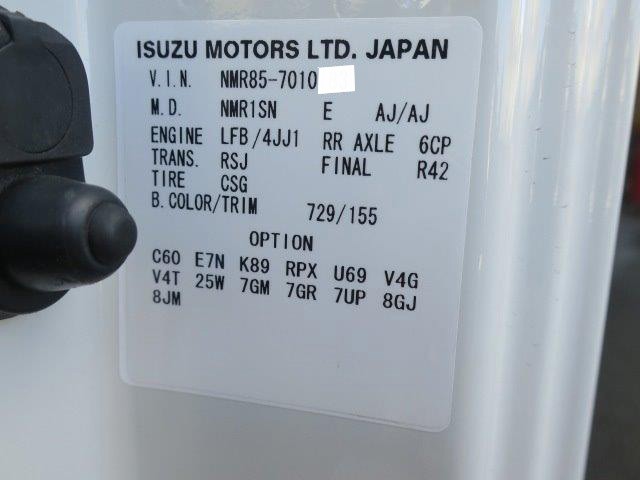 ISUZU MOTORS LTD. JAPAN
V.I.N. NMR85-7010
M.D. NMR1SN E AJ/AJ
ENGINE LFB/4JJ1 RR AXLE 6CP
TRANS. RSJ FINAL R42
TIRE CSG
B.COLOR/TRIM 729/155
OPTION
C60 E7N K89 RPX U69 V4G
V4T 25W 7GM 7GR 7UP 8GJ
8JM